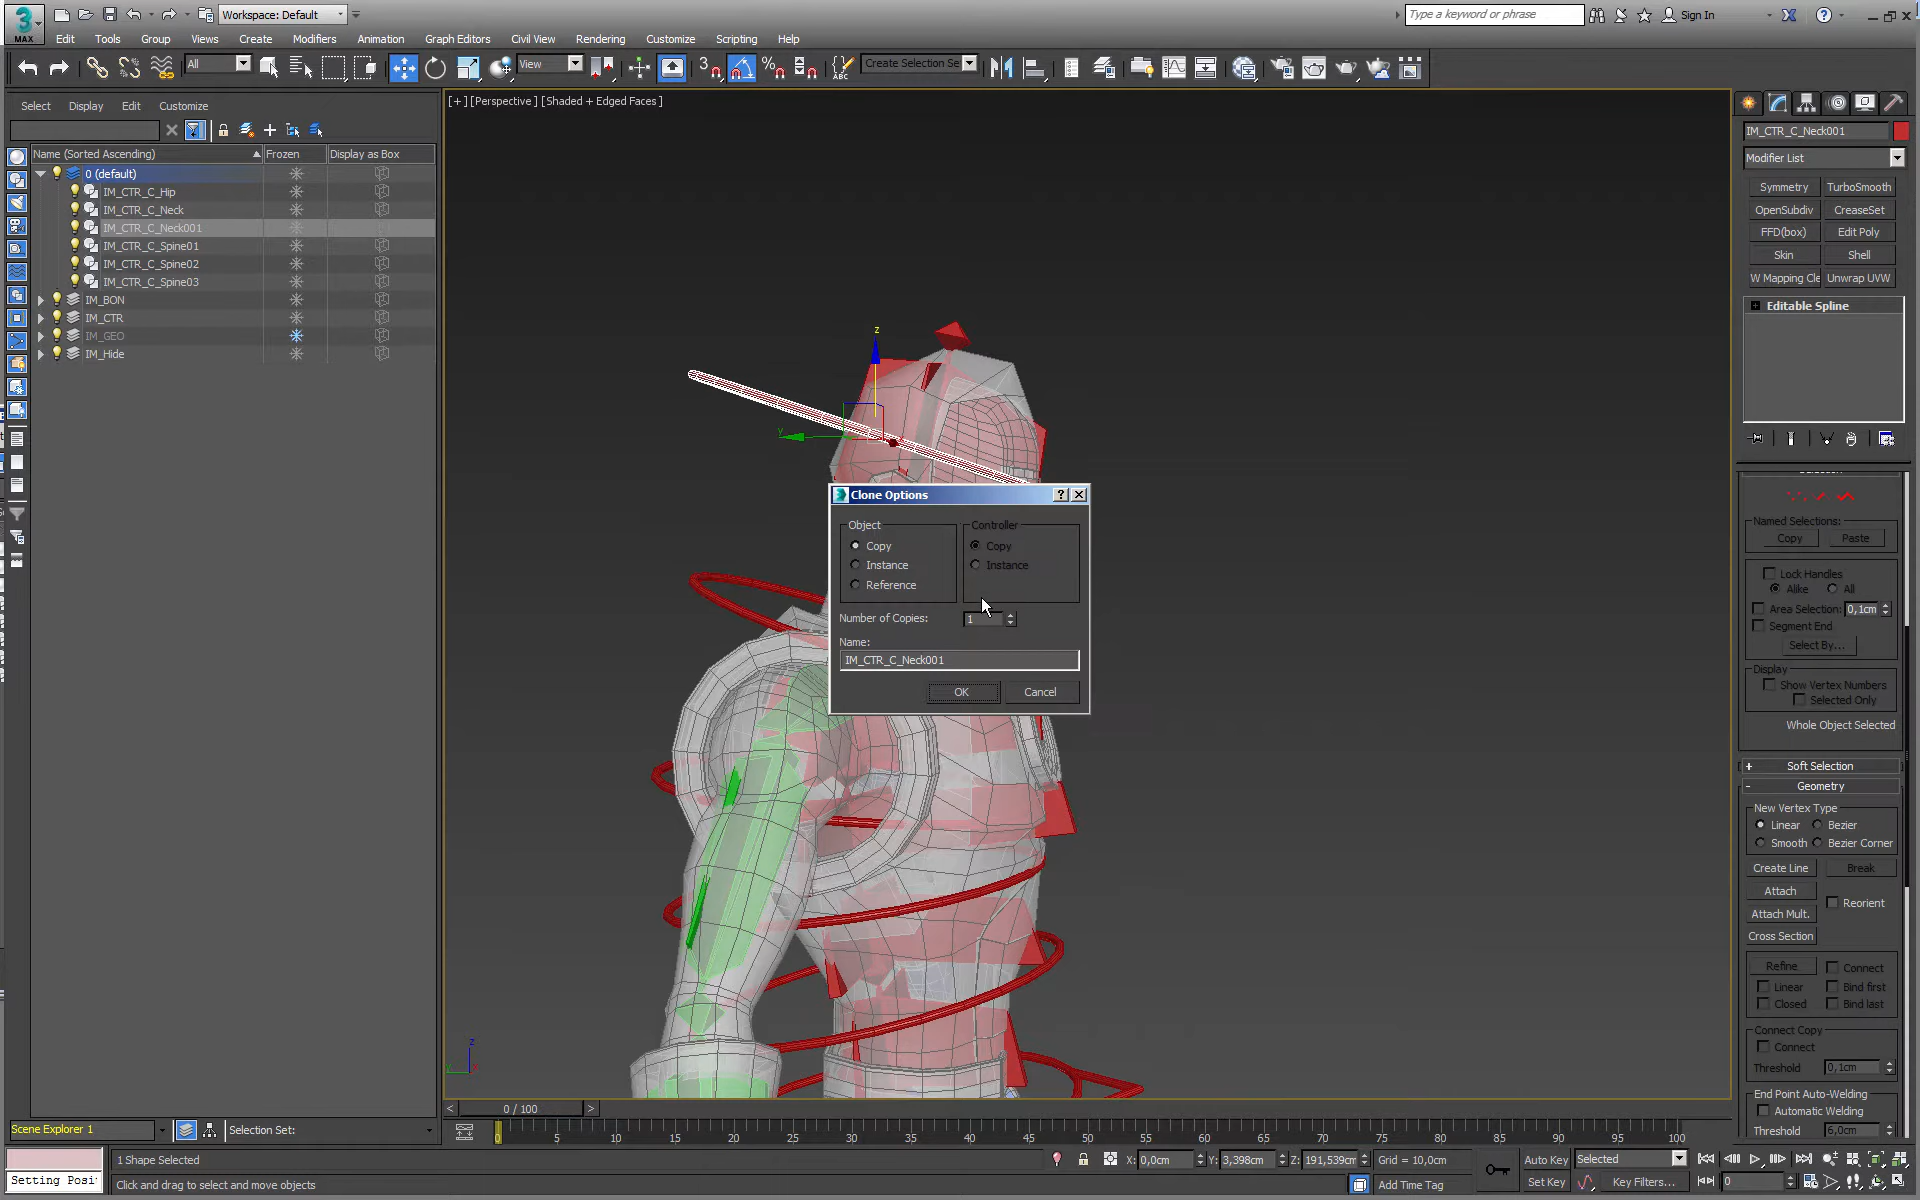 Workspace: Default
Type a keyword or phrase
Sign In
MAX
Edit Tools Group Views Create Modifiers Animation Graph Editors Civil View Rendering Customize Scripting Help
All
View
3
ABC
Create Selection Se
Select Display Edit Customize
[+] [Perspective] [Shaded + Edged Faces]
IM_CTR_C_Neck001
Name (Sorted Ascending) Frozen Display as Box
Modifier List
0 (default)
IM_CTR_C_Hip
IM_CTR_C_Neck
IM_CTR_C_Neck001
IM_CTR_C_Spine01
IM_CTR_C_Spine02
IM_CTR_C_Spine03
IM_BON
IM_CTR
IM_GEO
IM_Hide
Symmetry TurboSmooth
OpenSubdiv CreaseSet
FFD(box) Edit Poly
Skin Shell
W Mapping Cle Unwrap UVW
Editable Spline
z
y
Clone Options
Object
Copy
Instance
Reference
Controller
Copy
Instance
Number of Copies: 1
Name:
IM_CTR_C_Neck001
OK Cancel
Named Selections:
Copy Paste
Lock Handles
Alike All
Area Selection: 0,1cm
Segment End
Select By...
Display
Show Vertex Numbers
Selected Only
Whole Object Selected
+ Soft Selection
- Geometry
New Vertex Type
Linear Bezier
Smooth Bezier Corner
Create Line Break
Attach
Reorient
Attach Mult.
Cross Section
Refine Connect
Linear Bind first
Closed Bind last
Connect Copy
Connect
Threshold 0,1cm
End Point Auto-Welding
Automatic Welding
Threshold 6,0cm
z
< 0 / 100 >
Scene Explorer 1
Selection Set:
0 5 10 15 20 25 30 35 40 45 50 55 60 65 70 75 80 85 90 95 100
1 Shape Selected
X: 0,0cm Y: 3,398cm Z: 191,539cm Grid = 10,0cm
Auto Key Selected
Setting Posi
Click and drag to select and move objects
Add Time Tag
Set Key Key Filters...
0